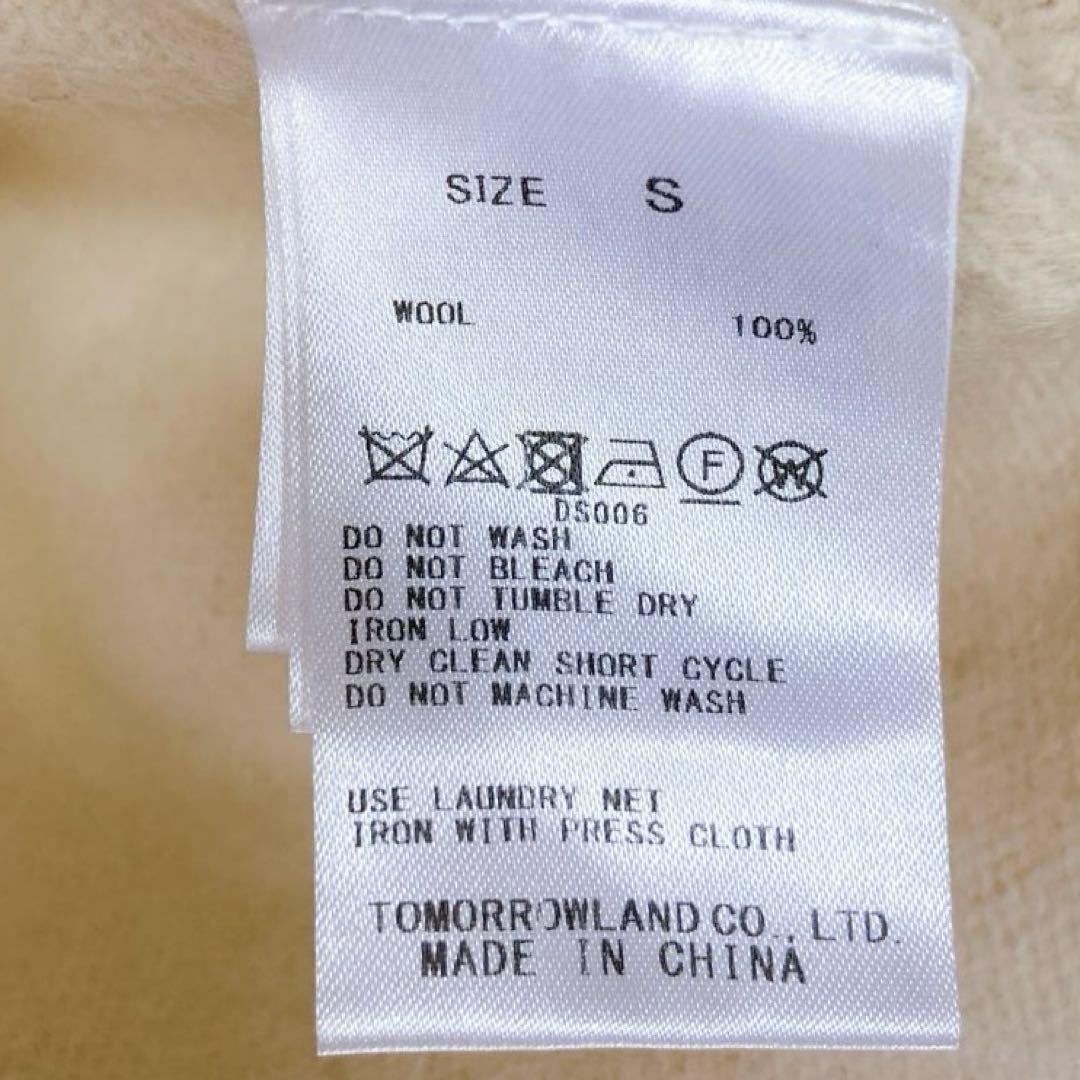 SIZE S
WOOL 100%
F W
DS006
DO NOT WASH
DO NOT BLEACH
DO NOT TUMBLE DRY
IRON LOW
DRY CLEAN SHORT CYCLE
DO NOT MACHINE WASH
USE LAUNDRY NET
IRON WITH PRESS CLOTH
TOMORROWLAND CO., LTD.
MADE IN CHINA